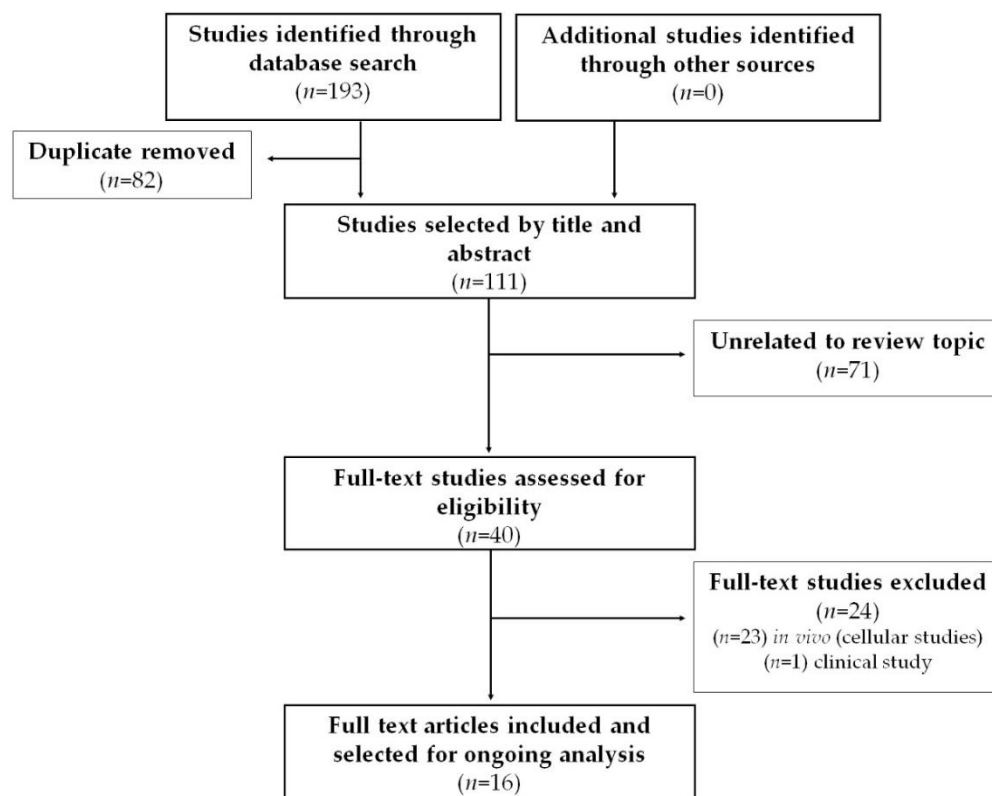 Studies identified through
database search
(n=193)
Additional studies identified
through other sources
(n=0)
Duplicate removed
(n=82)
Studies selected by title and
abstract
(n=111)
Unrelated to review topic
(n=71)
Full-text studies assessed for
eligibility
(n=40)
Full-text studies excluded
(n=24)
(n=23) in vivo (cellular studies)
(n=1) clinical study
Full text articles included and
selected for ongoing analysis
(n=16)